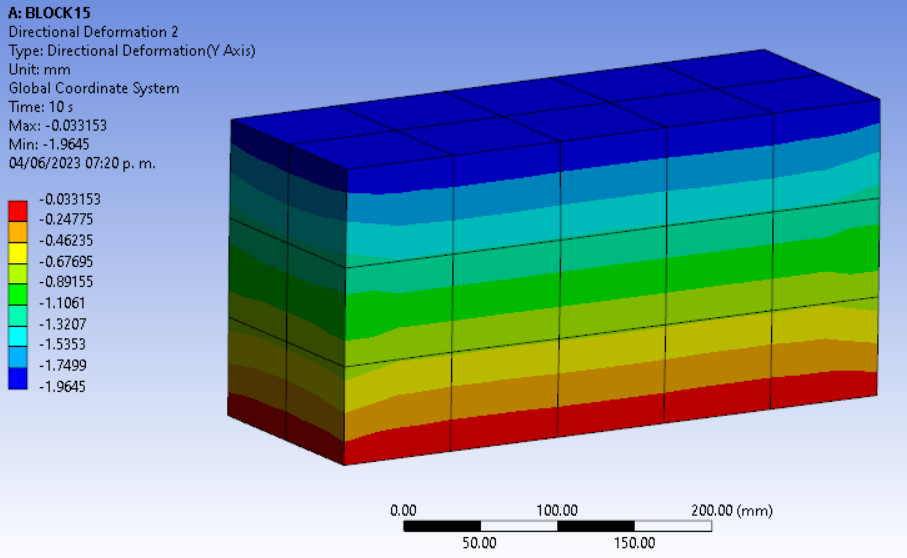 A: BLOCK15
Directional Deformation 2
Type: Directional Deformation(Y Axis)
Unit: mm
Global Coordinate System
Time: 10 s
Max: -0.033153
Min: -1.9645
04/06/2023 07:20 p. m.
-0.033153
-0.24775
-0.46235
-0.67695
-0.89155
-1.1061
-1.3207
-1.5353
-1.7499
-1.9645
0.00 100.00 200.00 (mm)
50.00 150.00